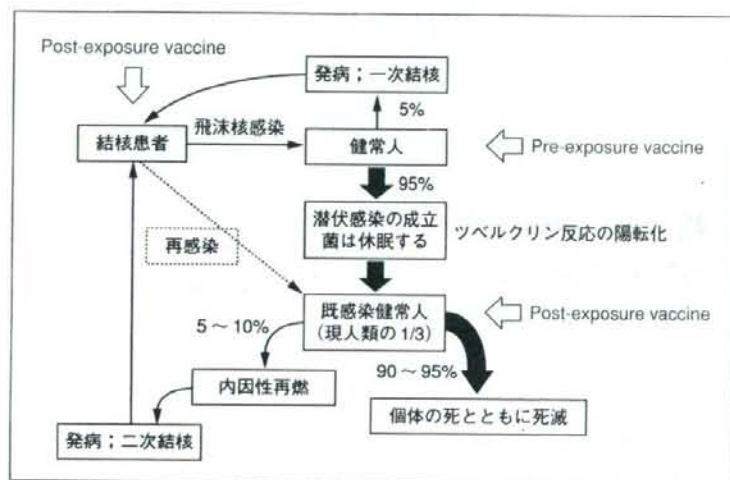 Post-exposure vaccine
発病；一次結核
5%
飛沫核感染
結核患者
健常人
Pre-exposure vaccine
95%
潜伏感染の成立
菌は休眠する
ツベルクリン反応の陽転化
再感染
既感染健常人
(現人類の 1/3)
Post-exposure vaccine
5～10%
90～95%
内因性再燃
個体の死とともに死滅
発病；二次結核